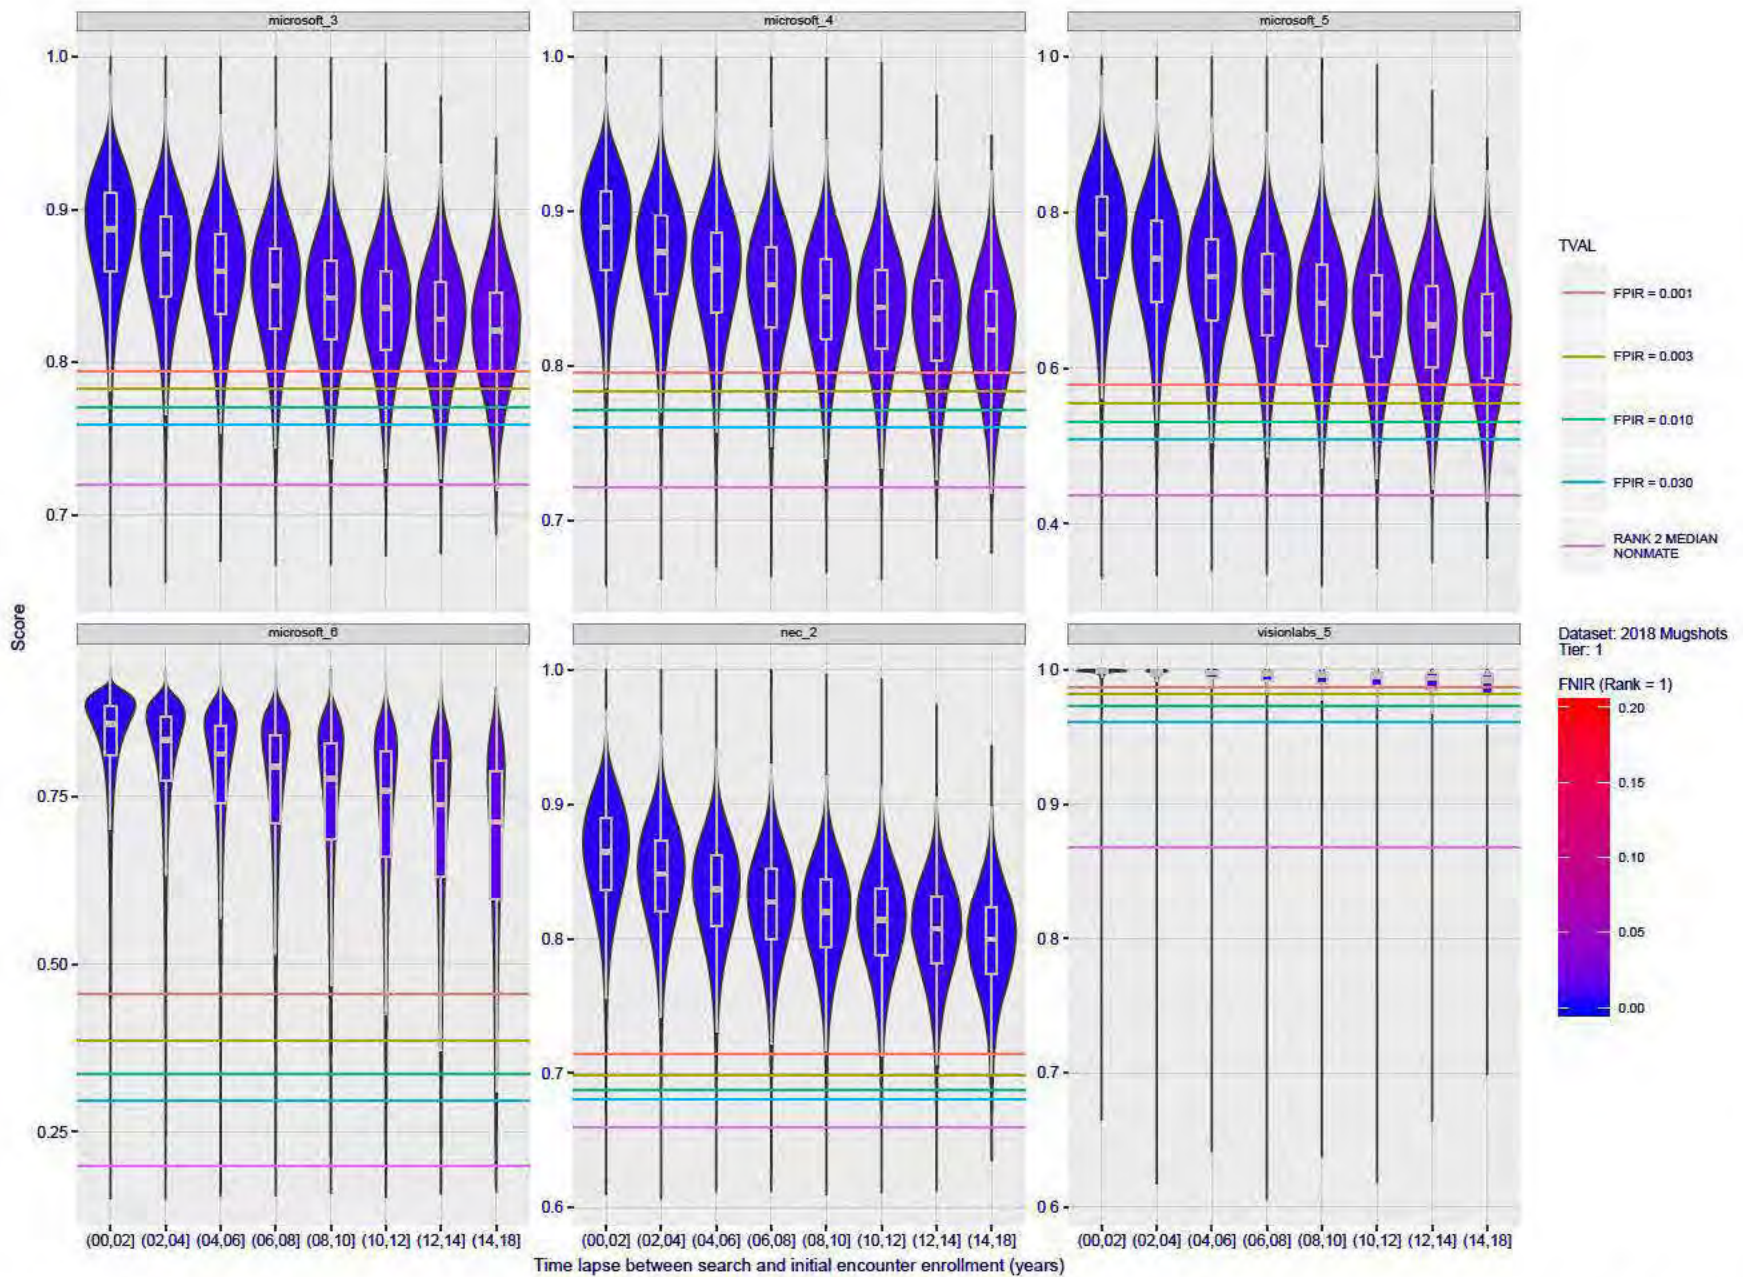 microsoft_3
microsoft_4
microsoft_5
1.0
0.9
0.8
0.7
1.0
0.9
0.8
0.7
1.0
0.8
0.6
0.4
TVAL
FPIR = 0.001
FPIR = 0.003
FPIR = 0.010
FPIR = 0.030
RANK 2 MEDIAN
NONMATE
Score
microsoft_6
nec_2
visionlabs_5
0.75
0.50
0.25
1.0
0.9
0.8
0.7
0.6
1.0
0.9
0.8
0.7
0.6
Dataset: 2018 Mugshots
Tier: 1
FNIR (Rank = 1)
0.20
0.15
0.10
0.05
0.00
(00,02] (02,04] (04,06] (06,08] (08,10] (10,12] (12,14] (14,18]
(00,02] (02,04] (04,06] (06,08] (08,10] (10,12] (12,14] (14,18]
(00,02] (02,04] (04,06] (06,08] (08,10] (10,12] (12,14] (14,18]
Time lapse between search and initial encounter enrollment (years)